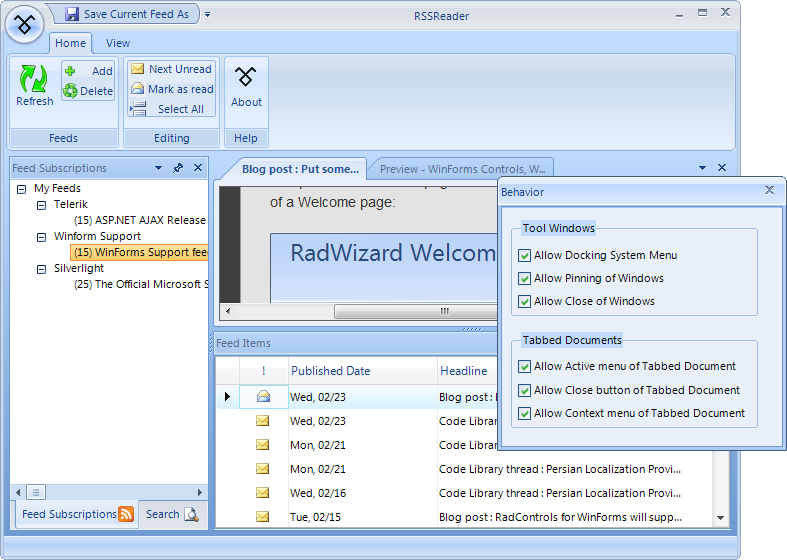 Save Current Feed As
RSSReader
Home
View
Refresh
Add
Delete
Feeds
Next Unread
Mark as read
Select All
Editing
About
Help
Feed Subscriptions
My Feeds
Telerik
(15) ASP.NET AJAX Release
Winform Support
(15) WinForms Support fee
Silverlight
(25) The Official Microsoft S
Feed Subscriptions
Search
Blog post : Put some...
Preview - WinForms Controls, W...
of a Welcome page:
RadWizard Welcom
Feed Items
! Published Date Headline
Wed, 02/23 Blog post :
Wed, 02/23 Code Libra
Mon, 02/21 Code Libra
Mon, 02/21 Code Library thread : Persian Localization Provi...
Wed, 02/16 Code Library thread : Persian Localization Provi...
Tue, 02/15 Blog post : RadControls for WinForms will supp...
Behavior
Tool Windows
Allow Docking System Menu
Allow Pinning of Windows
Allow Close of Windows
Tabbed Documents
Allow Active menu of Tabbed Document
Allow Close button of Tabbed Document
Allow Context menu of Tabbed Document